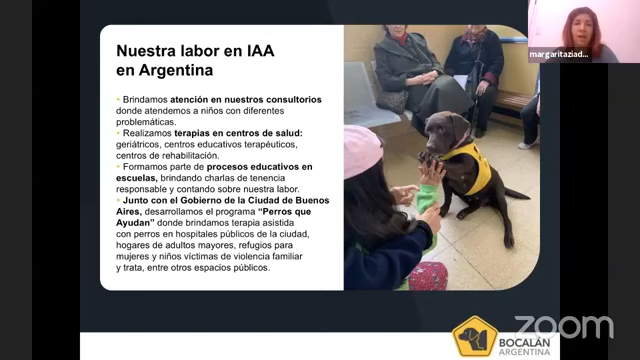 Nuestra labor en IAA
en Argentina
• Brindamos atención en nuestros consultorios
donde atendemos a niños con diferentes
problemáticas.
• Realizamos terapias en centros de salud:
geriátricos, centros educativos terapéuticos,
centros de rehabilitación.
• Formamos parte de procesos educativos en
escuelas, brindando charlas de tenencia
responsable y contando sobre nuestra labor.
• Junto con el Gobierno de la Ciudad de Buenos
Aires, desarrollamos el programa “Perros que
Ayudan” donde brindamos terapia asistida
con perros en hospitales públicos de la ciudad,
hogares de adultos mayores, refugios para
mujeres y niños víctimas de violencia familiar
y trata, entre otros espacios públicos.
margaritaziad...
BOCALÁN
ARGENTINA
zoom